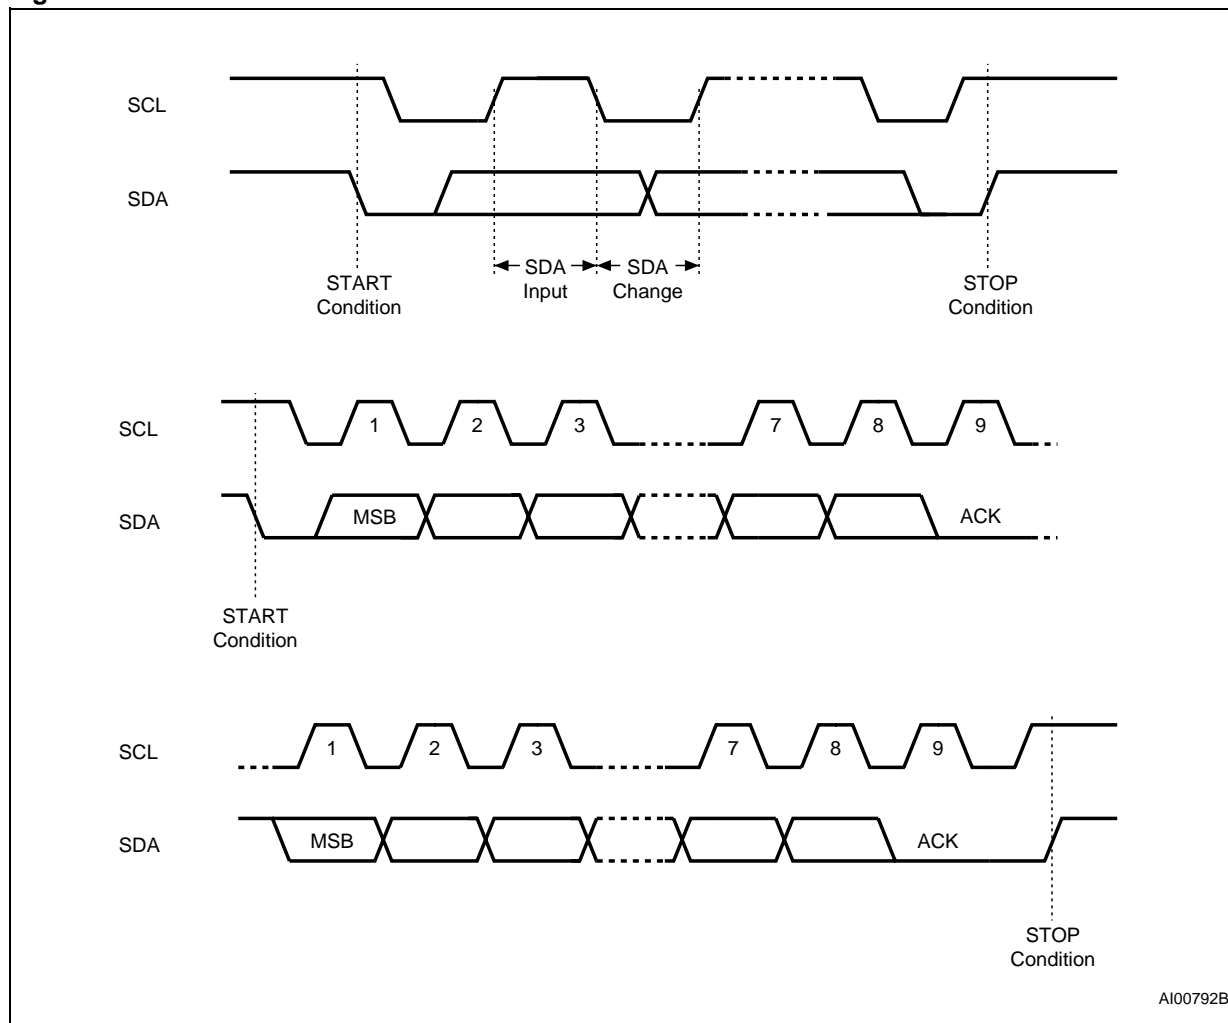 SCL
SDA
START
Condition
SDA
Input
SDA
Change
STOP
Condition
SCL
1 2 3 7 8 9
SDA
MSB ACK
START
Condition
SCL
1 2 3 7 8 9
SDA
MSB ACK
STOP
Condition
AI00792B